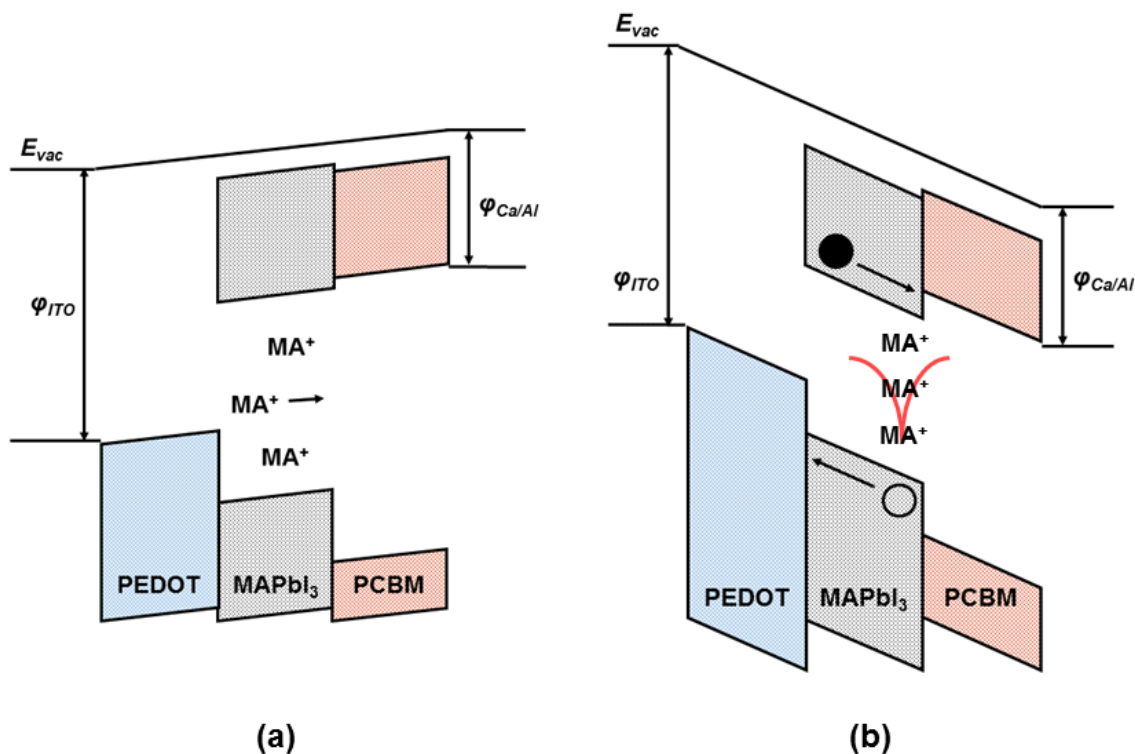 E_vac
φ_Ca/Al
φ_ITO
MA⁺
MA⁺
MA⁺
PEDOT
MAPbI₃
PCBM
(a)
E_vac
φ_ITO
φ_Ca/Al
MA⁺
MA⁺
MA⁺
PEDOT
MAPbI₃
PCBM
(b)